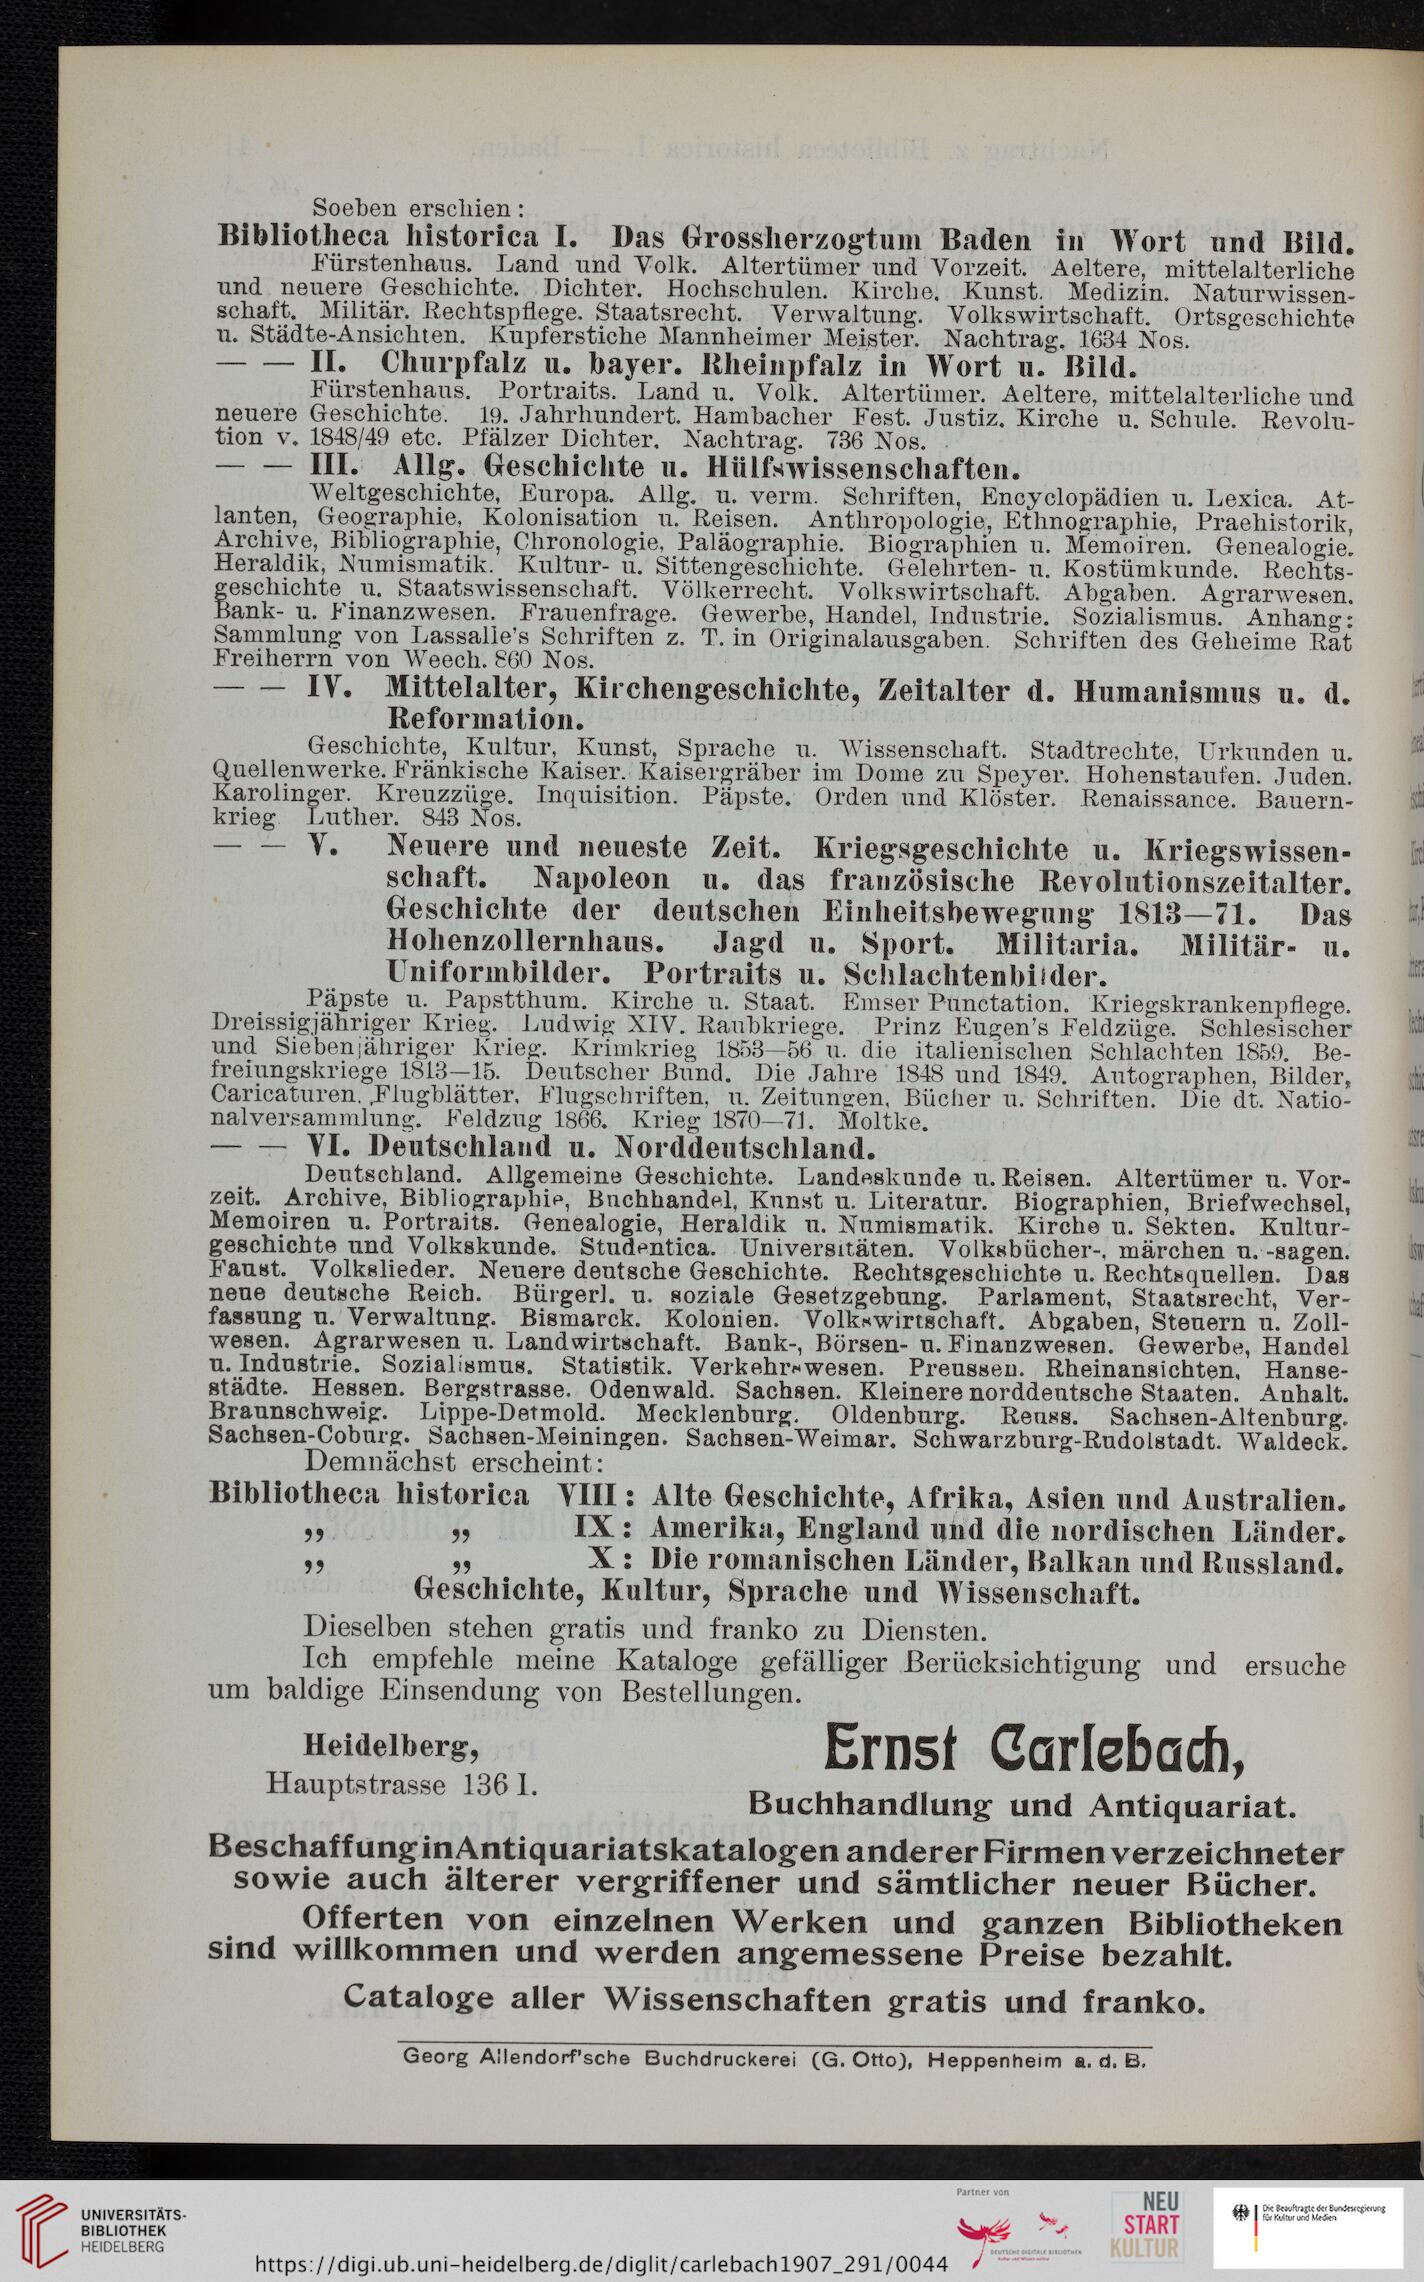 Soeben erschien:
Bibliotheca historica I. Das Grossherzogtum Baden in Wort und Bild.
Fürstenhaus. Land und Volk. Altertümer und Vorzeit. Aeltere, mittelalterliche
und neuere Geschichte. Dichter. Hochschulen. Kirche. Kunst. Medizin. Naturwissen-
schaft. Militär. Rechtspflege. Staatsrecht. Verwaltung. Volkswirtschaft. Ortsgeschichte
u. Städte-Ansichten. Kupferstiche Mannheimer Meister. Nachtrag. 1634 Nos.
— — II. Churpfalz u. bayer. Rheinpfalz in Wort u. Bild.
Fürstenhaus. Portraits. Land u. Volk. Altertümer. Aeltere, mittelalterliche und
neuere Geschichte. 19. Jahrhundert. Hambacher Fest. Justiz. Kirche u. Schule. Revolu-
tion v. 1848/49 etc. Pfälzer Dichter. Nachtrag. 736 Nos.
— — III. Allg. Geschichte u. Hülfswissenschaften.
Weltgeschichte, Europa. Allg. u. verm. Schriften, Encyclopädien u. Lexica. At-
lanten, Geographie, Kolonisation u. Reisen. Anthropologie, Ethnographie, Praehistorik,
Archive, Bibliographie, Chronologie, Paläographie. Biographien u. Memoiren. Genealogie.
Heraldik, Numismatik. Kultur- u. Sittengeschichte. Gelehrten- u. Kostümkunde. Rechts-
geschichte u. Staatswissenschaft. Völkerrecht. Volkswirtschaft. Abgaben. Agrarwesen.
Bank- u. Finanzwesen. Frauenfrage. Gewerbe, Handel, Industrie. Sozialismus. Anhang:
Sammlung von Lassalle's Schriften z. T. in Originalausgaben. Schriften des Geheime Rat
Freiherrn von Weech. 860 Nos.
— — IV. Mittelalter, Kirchengeschichte, Zeitalter d. Humanismus u. d.
Reformation.
Geschichte, Kultur, Kunst, Sprache u. Wissenschaft. Stadtrechte, Urkunden u.
Quellenwerke. Fränkische Kaiser. Kaisergräber im Dome zu Speyer. Hohenstaufen. Juden.
Karolinger. Kreuzzüge. Inquisition. Päpste. Orden und Klöster. Renaissance. Bauern-
krieg Luther. 843 Nos.
— — V. Neuere und neueste Zeit. Kriegsgeschichte u. Kriegswissen-
schaft. Napoleon u. das französische Revolutionszeitalter.
Geschichte der deutschen Einheitsbewegung 1813—71. Das
Hohenzollernhaus. Jagd u. Sport. Militaria. Militär- u.
Uniformbilder. Portraits u. Schlachtenbilder.
Päpste u. Papstthum. Kirche u. Staat. Emser Punctation. Kriegskrankenpflege.
Dreissigjähriger Krieg. Ludwig XIV. Raubkriege. Prinz Eugen's Feldzüge. Schlesischer
und Siebenjähriger Krieg. Krimkrieg 1853—56 u. die italienischen Schlachten 1859. Be-
freiungskriege 1813—15. Deutscher Bund. Die Jahre 1848 und 1849. Autographen, Bilder,
Caricaturen. Flugblätter, Flugschriften, u. Zeitungen, Bücher u. Schriften. Die dt. Natio-
nalversammlung. Feldzug 1866. Krieg 1870—71. Moltke.
— — VI. Deutschland u. Norddeutschland.
Deutschland. Allgemeine Geschichte. Landeskunde u. Reisen. Altertümer u. Vor-
zeit. Archive, Bibliographie, Buchhandel, Kunst u. Literatur. Biographien, Briefwechsel,
Memoiren u. Portraits. Genealogie, Heraldik u. Numismatik. Kirche u. Sekten. Kultur-
geschichte und Volkskunde. Studentica. Universitäten. Volksbücher-, märchen u. -sagen.
Faust. Volkslieder. Neuere deutsche Geschichte. Rechtsgeschichte u. Rechtsquellen. Das
neue deutsche Reich. Bürgerl. u. soziale Gesetzgebung. Parlament, Staatsrecht, Ver-
fassung u. Verwaltung. Bismarck. Kolonien. Volkswirtschaft. Abgaben, Steuern u. Zoll-
wesen. Agrarwesen u. Landwirtschaft. Bank-, Börsen- u. Finanzwesen. Gewerbe, Handel
u. Industrie. Sozialismus. Statistik. Verkehrswesen. Preussen. Rheinansichten, Hanse-
städte. Hessen. Bergstrasse. Odenwald. Sachsen. Kleinere norddeutsche Staaten. Anhalt.
Braunschweig. Lippe-Detmold. Mecklenburg. Oldenburg. Reuss. Sachsen-Altenburg.
Sachsen-Coburg. Sachsen-Meiningen. Sachsen-Weimar. Schwarzburg-Rudolstadt. Waldeck.
Demnächst erscheint:
Bibliotheca historica VIII: Alte Geschichte, Afrika, Asien und Australien.
„ „ IX: Amerika, England und die nordischen Länder.
„ „ X: Die romanischen Länder, Balkan und Russland.
Geschichte, Kultur, Sprache und Wissenschaft.
Dieselben stehen gratis und franko zu Diensten.
Ich empfehle meine Kataloge gefälliger Berücksichtigung und ersuche
um baldige Einsendung von Bestellungen.
Heidelberg,
Hauptstrasse 136 I.
Ernst Carlebach,
Buchhandlung und Antiquariat.
Beschaffung in Antiquariatskatalogen anderer Firmen verzeichneter
sowie auch älterer vergriffener und sämtlicher neuer Bücher.
Offerten von einzelnen Werken und ganzen Bibliotheken
sind willkommen und werden angemessene Preise bezahlt.
Cataloge aller Wissenschaften gratis und franko.
Georg Allendorf'sche Buchdruckerei (G. Otto), Heppenheim a. d. B.
UNIVERSITÄTS-
BIBLIOTHEK
HEIDELBERG
https://digi.ub.uni-heidelberg.de/diglit/carlebach1907_291/0044
Partner von
DEUTSCHE DIGITALE BIBLIOTHEK
Kultur und Wissen online
NEU
START
KULTUR
Die Beauftragte der Bundesregierung
für Kultur und Medien